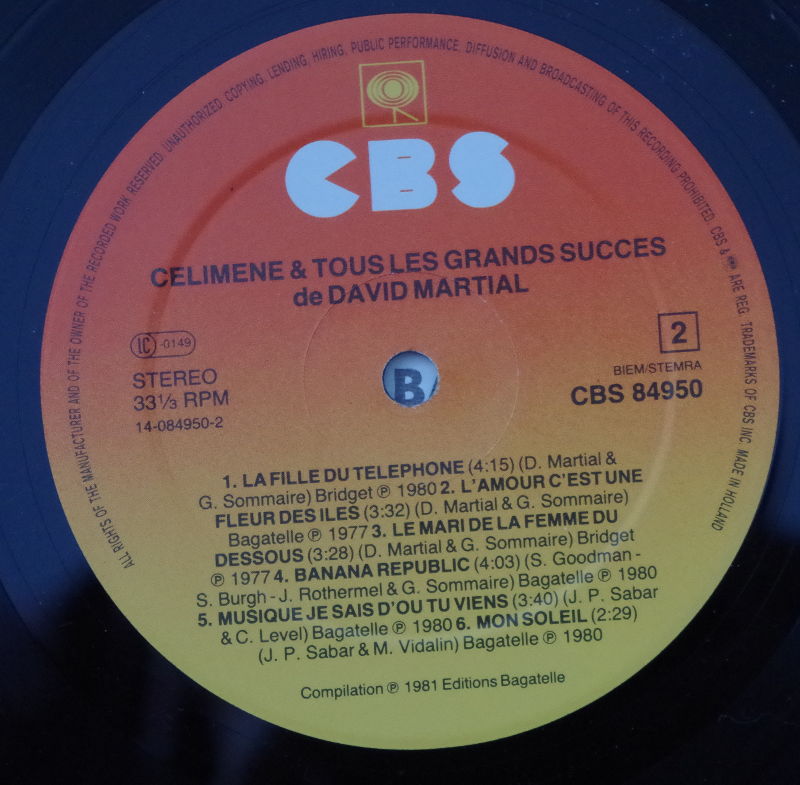 ALL RIGHTS OF THE MANUFACTURER AND OF THE OWNER OF THE RECORDED WORK RESERVED. UNAUTHORIZED COPYING, LENDING, HIRING, PUBLIC PERFORMANCE, DIFFUSION AND BROADCASTING OF THIS RECORDING PROHIBITED. CBS & ARE REG. TRADEMARKS OF CBS INC. MADE IN HOLLAND
CBS
CELIMENE & TOUS LES GRANDS SUCCES
de DAVID MARTIAL
LC 0149
STEREO
33⅓ RPM
14-084950-2
B
2
BIEM/STEMRA
CBS 84950
1. LA FILLE DU TELEPHONE (4:15) (D. Martial &
G. Sommaire) Bridget ℗ 1980 2. L'AMOUR C'EST UNE
FLEUR DES ILES (3:32) (D. Martial & G. Sommaire)
Bagatelle ℗ 1977 3. LE MARI DE LA FEMME DU
DESSOUS (3:28) (D. Martial & G. Sommaire) Bridget
℗ 1977 4. BANANA REPUBLIC (4:03) (S. Goodman -
S. Burgh - J. Rothermel & G. Sommaire) Bagatelle ℗ 1980
5. MUSIQUE JE SAIS D'OU TU VIENS (3:40) (J. P. Sabar
& C. Level) Bagatelle ℗ 1980 6. MON SOLEIL (2:29)
(J. P. Sabar & M. Vidalin) Bagatelle ℗ 1980
Compilation ℗ 1981 Editions Bagatelle